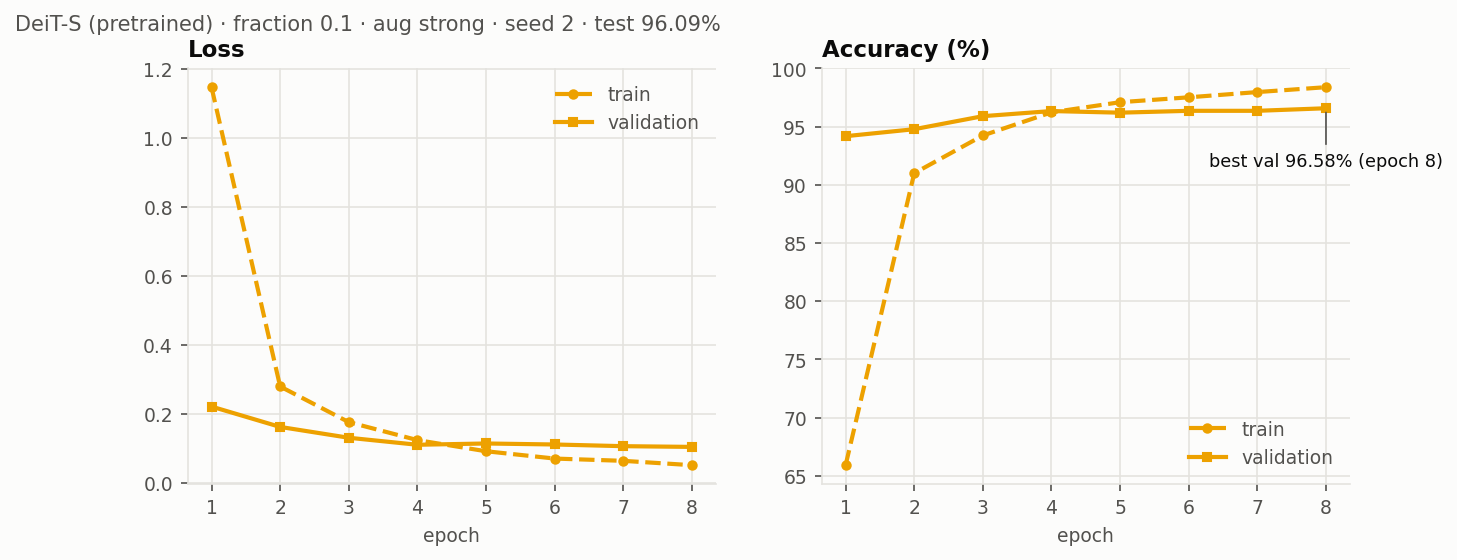 DeiT-S (pretrained) · fraction 0.1 · aug strong · seed 2 · test 96.09%
Loss
1.2
1.0
0.8
0.6
0.4
0.2
0.0
train
validation
1 2 3 4 5 6 7 8
epoch
Accuracy (%)
100
95
90
85
80
75
70
65
best val 96.58% (epoch 8)
train
validation
1 2 3 4 5 6 7 8
epoch